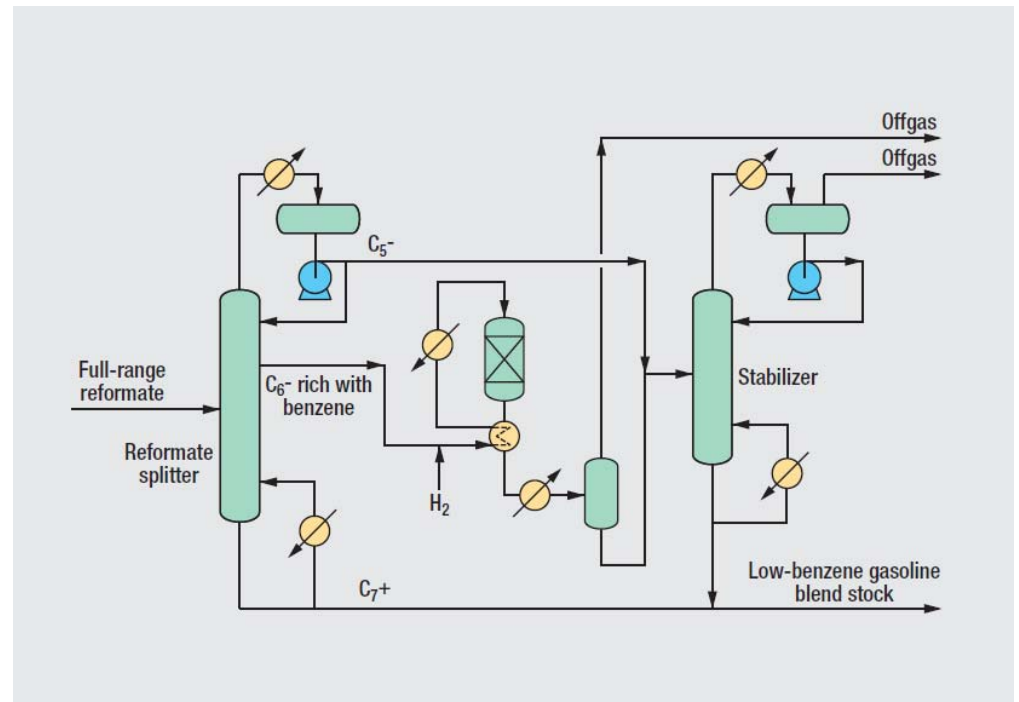 Offgas
Offgas
C₅-
Full-range
reformate
C₆- rich with
benzene
Stabilizer
Reformate
splitter
H₂
C₇+
Low-benzene gasoline
blend stock